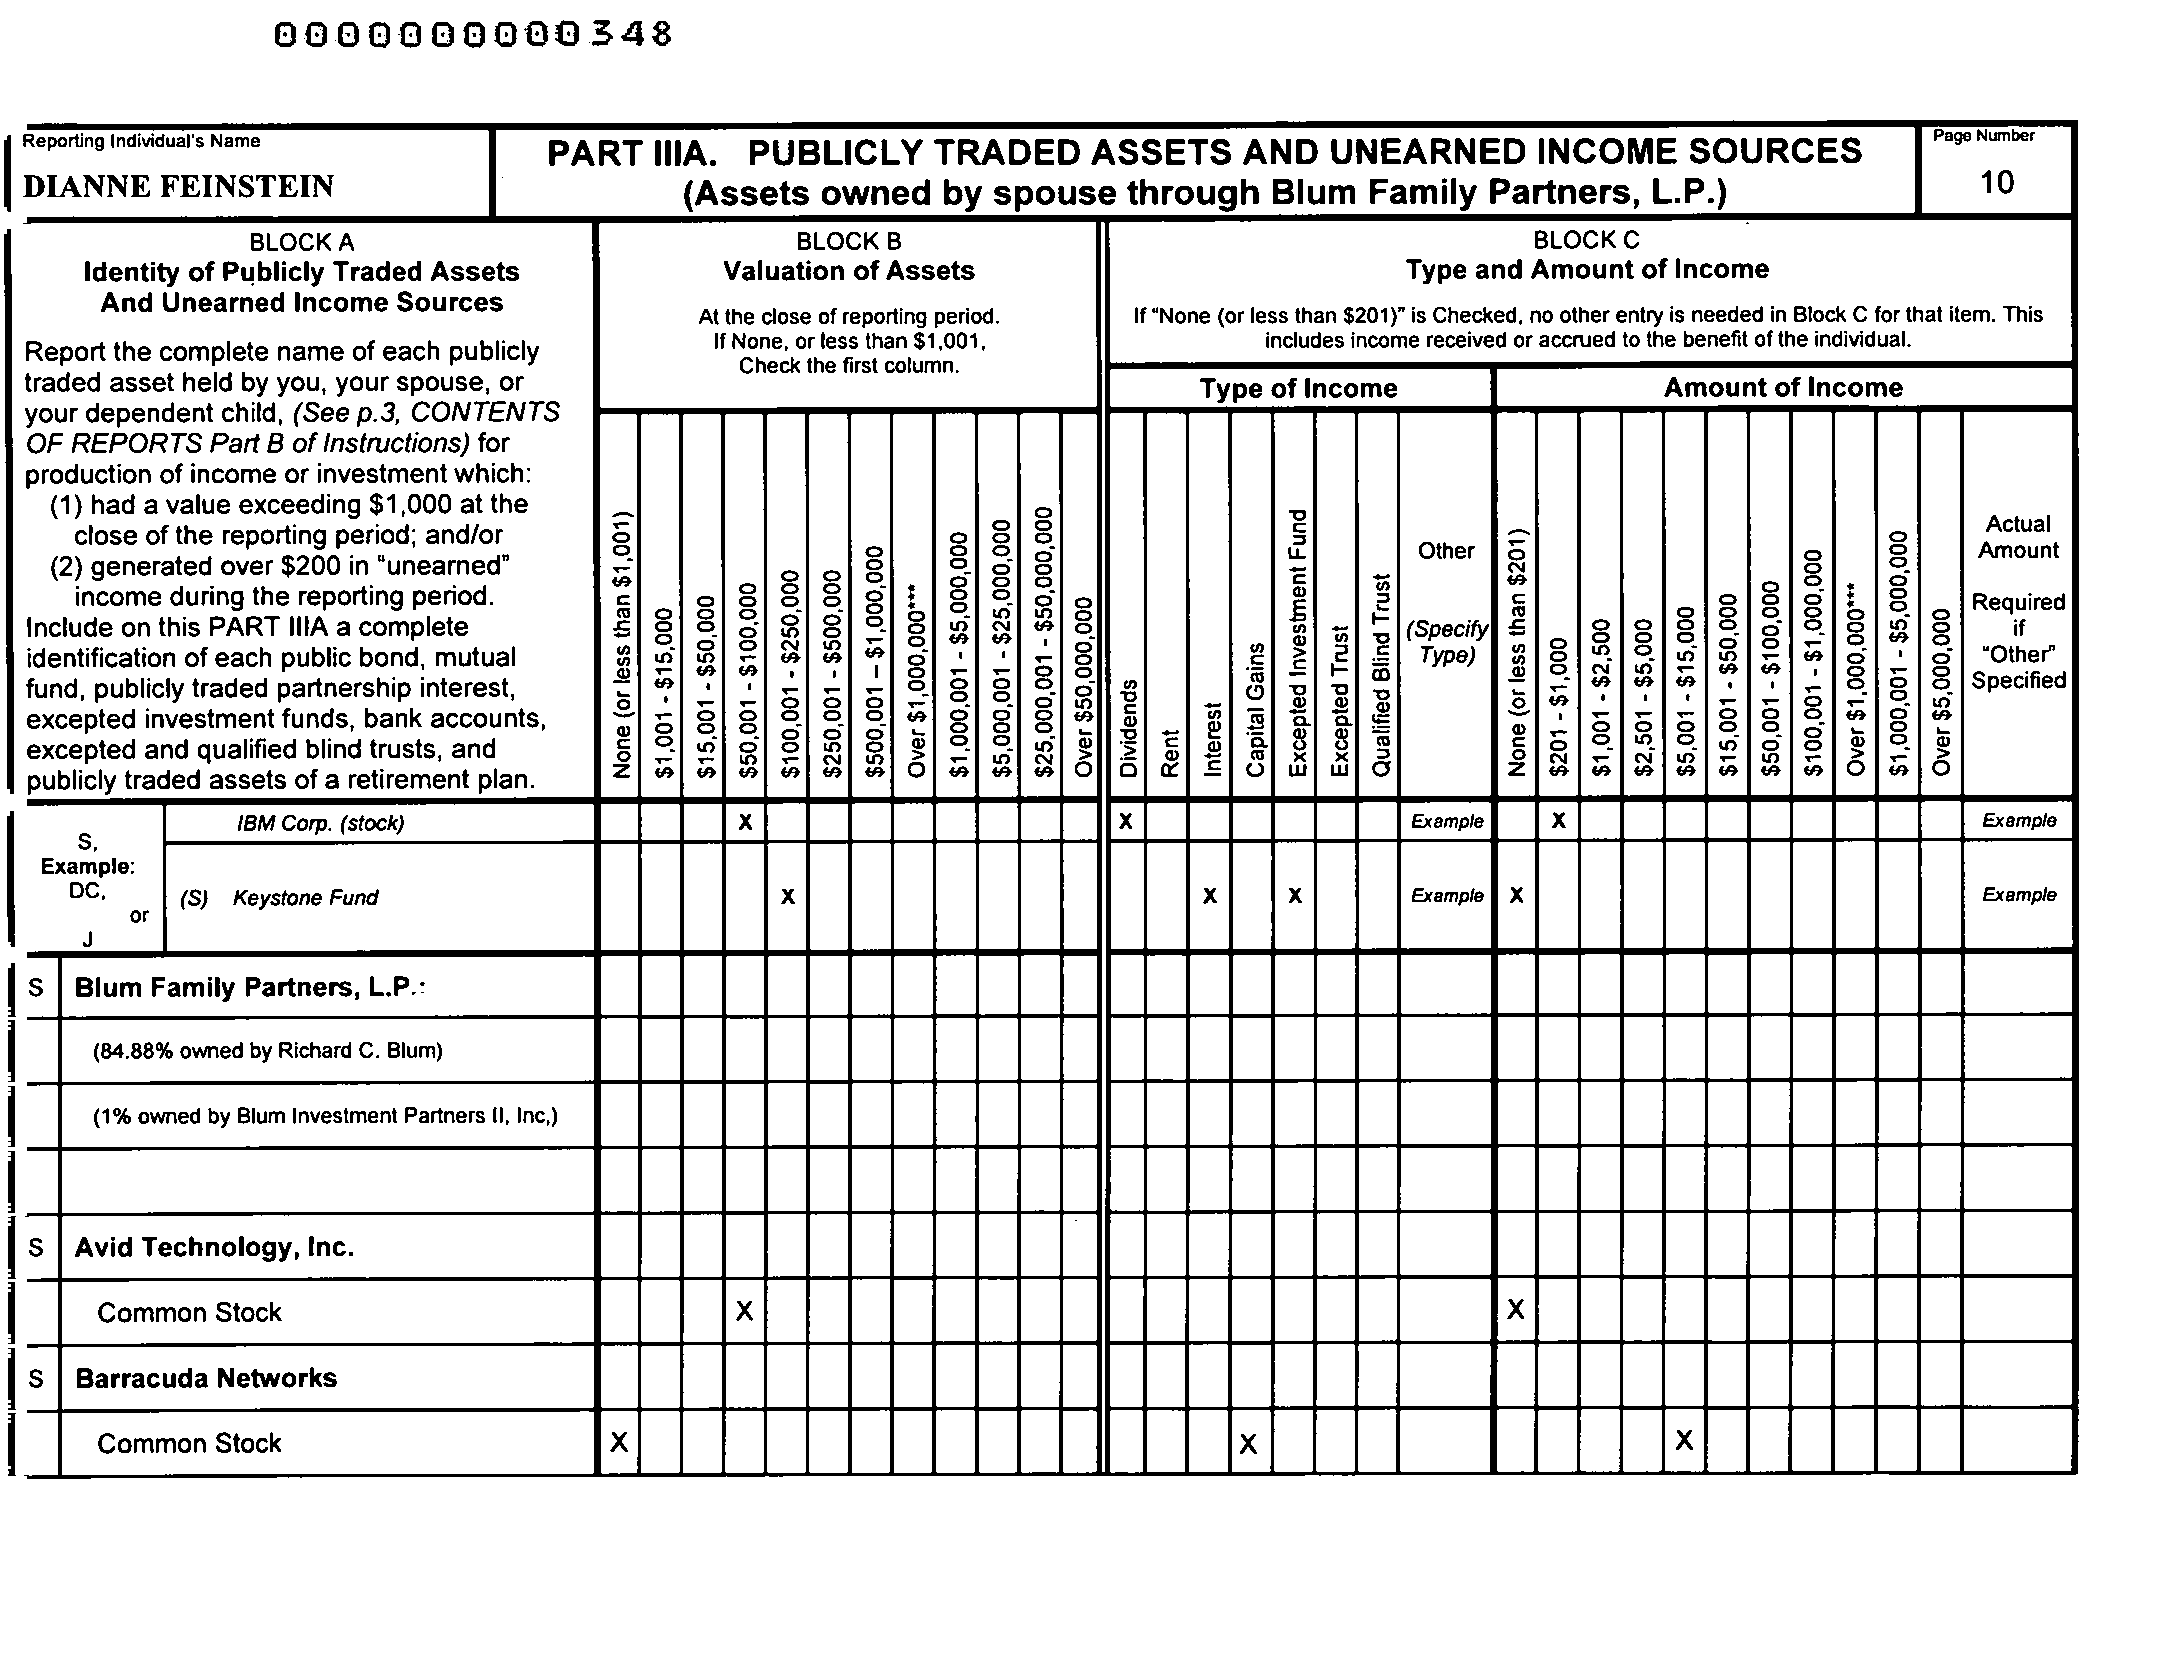 0000000000348
Reporting Individual's Name
DIANNE FEINSTEIN
PART IIIA. PUBLICLY TRADED ASSETS AND UNEARNED INCOME SOURCES
(Assets owned by spouse through Blum Family Partners, L.P.)
Page Number
10
BLOCK A
Identity of Publicly Traded Assets
And Unearned Income Sources
Report the complete name of each publicly
traded asset held by you, your spouse, or
your dependent child, (See p.3, CONTENTS
OF REPORTS Part B of Instructions) for
production of income or investment which:
(1) had a value exceeding $1,000 at the
close of the reporting period; and/or
(2) generated over $200 in "unearned"
income during the reporting period.
Include on this PART IIIA a complete
identification of each public bond, mutual
fund, publicly traded partnership interest,
excepted investment funds, bank accounts,
excepted and qualified blind trusts, and
publicly traded assets of a retirement plan.
BLOCK B
Valuation of Assets
At the close of reporting period.
If None, or less than $1,001,
Check the first column.
None (or less than $1,001)
$1,001 - $15,000
$15,001 - $50,000
$50,001 - $100,000
$100,001 - $250,000
$250,001 - $500,000
$500,001 – $1,000,000
Over $1,000,000***
$1,000,001 - $5,000,000
$5,000,001 - $25,000,000
$25,000,001 - $50,000,000
Over $50,000,000
BLOCK C
Type and Amount of Income
If "None (or less than $201)" is Checked, no other entry is needed in Block C for that item. This
includes income received or accrued to the benefit of the individual.
Type of Income
Dividends
Rent
Interest
Capital Gains
Excepted Investment Fund
Excepted Trust
Qualified Blind Trust
Other
(Specify
Type)
Amount of Income
None (or less than $201)
$201 - $1,000
$1,001 - $2,500
$2,501 - $5,000
$5,001 - $15,000
$15,001 - $50,000
$50,001 - $100,000
$100,001 - $1,000,000
Over $1,000,000***
$1,000,001 - $5,000,000
Over $5,000,000
Actual
Amount
Required
if
"Other"
Specified
S,
Example:
DC,
or
J
IBM Corp. (stock) X X Example X Example
(S) Keystone Fund X X X Example X Example
S Blum Family Partners, L.P.:
(84.88% owned by Richard C. Blum)
(1% owned by Blum Investment Partners II, Inc,)
S Avid Technology, Inc.
Common Stock X X
S Barracuda Networks
Common Stock X X X